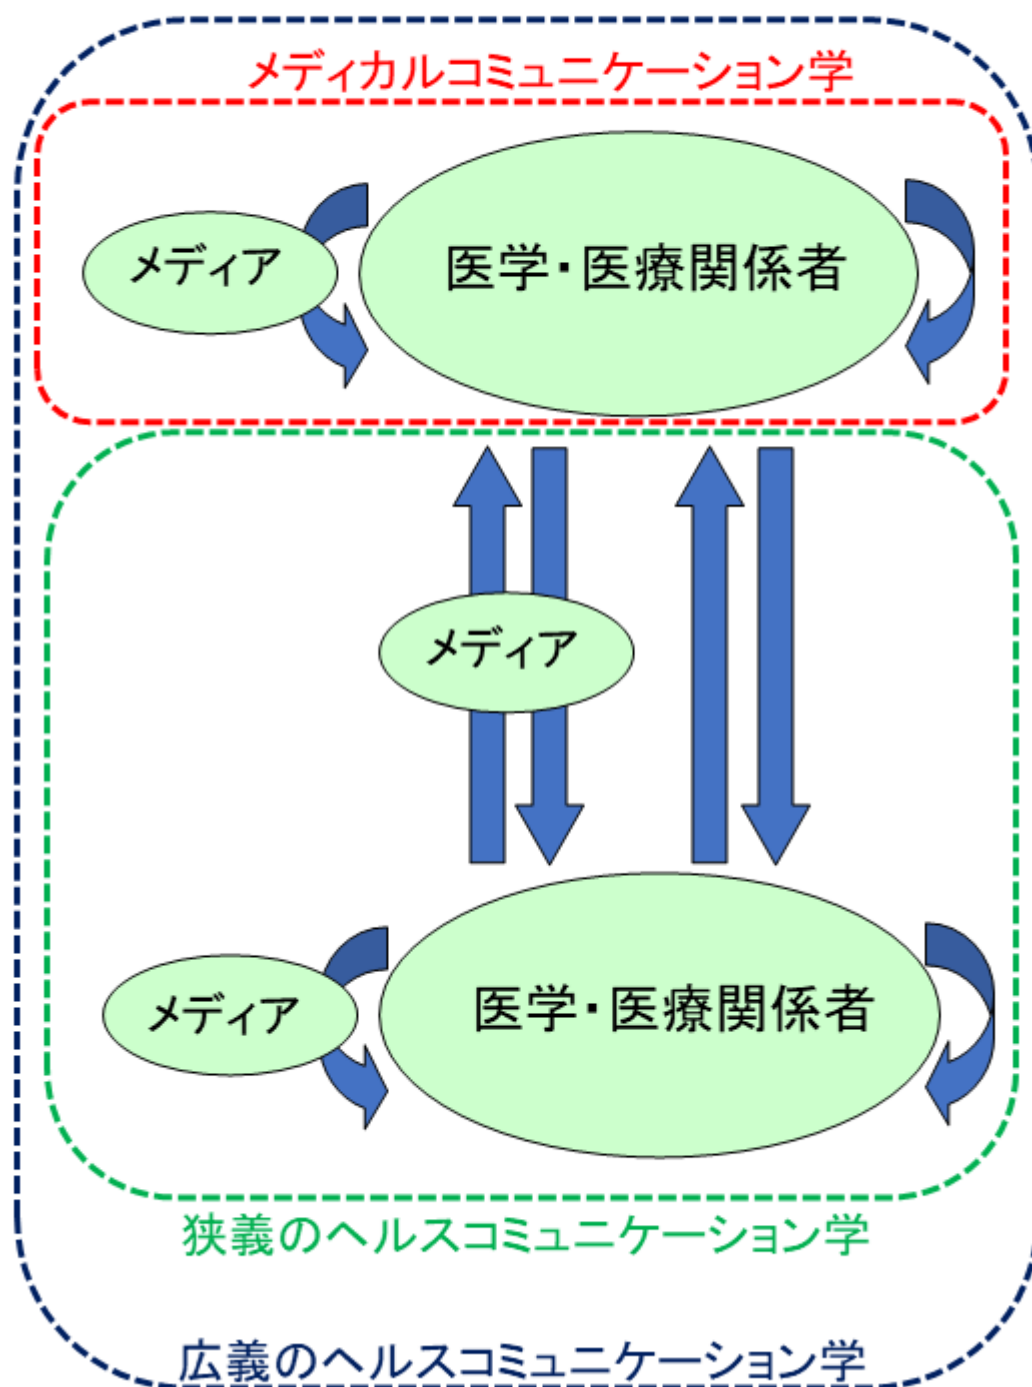 メディカルコミュニケーション学
メディア
医学・医療関係者
メディア
メディア
医学・医療関係者
狭義のヘルスコミュニケーション学
広義のヘルスコミュニケーション学